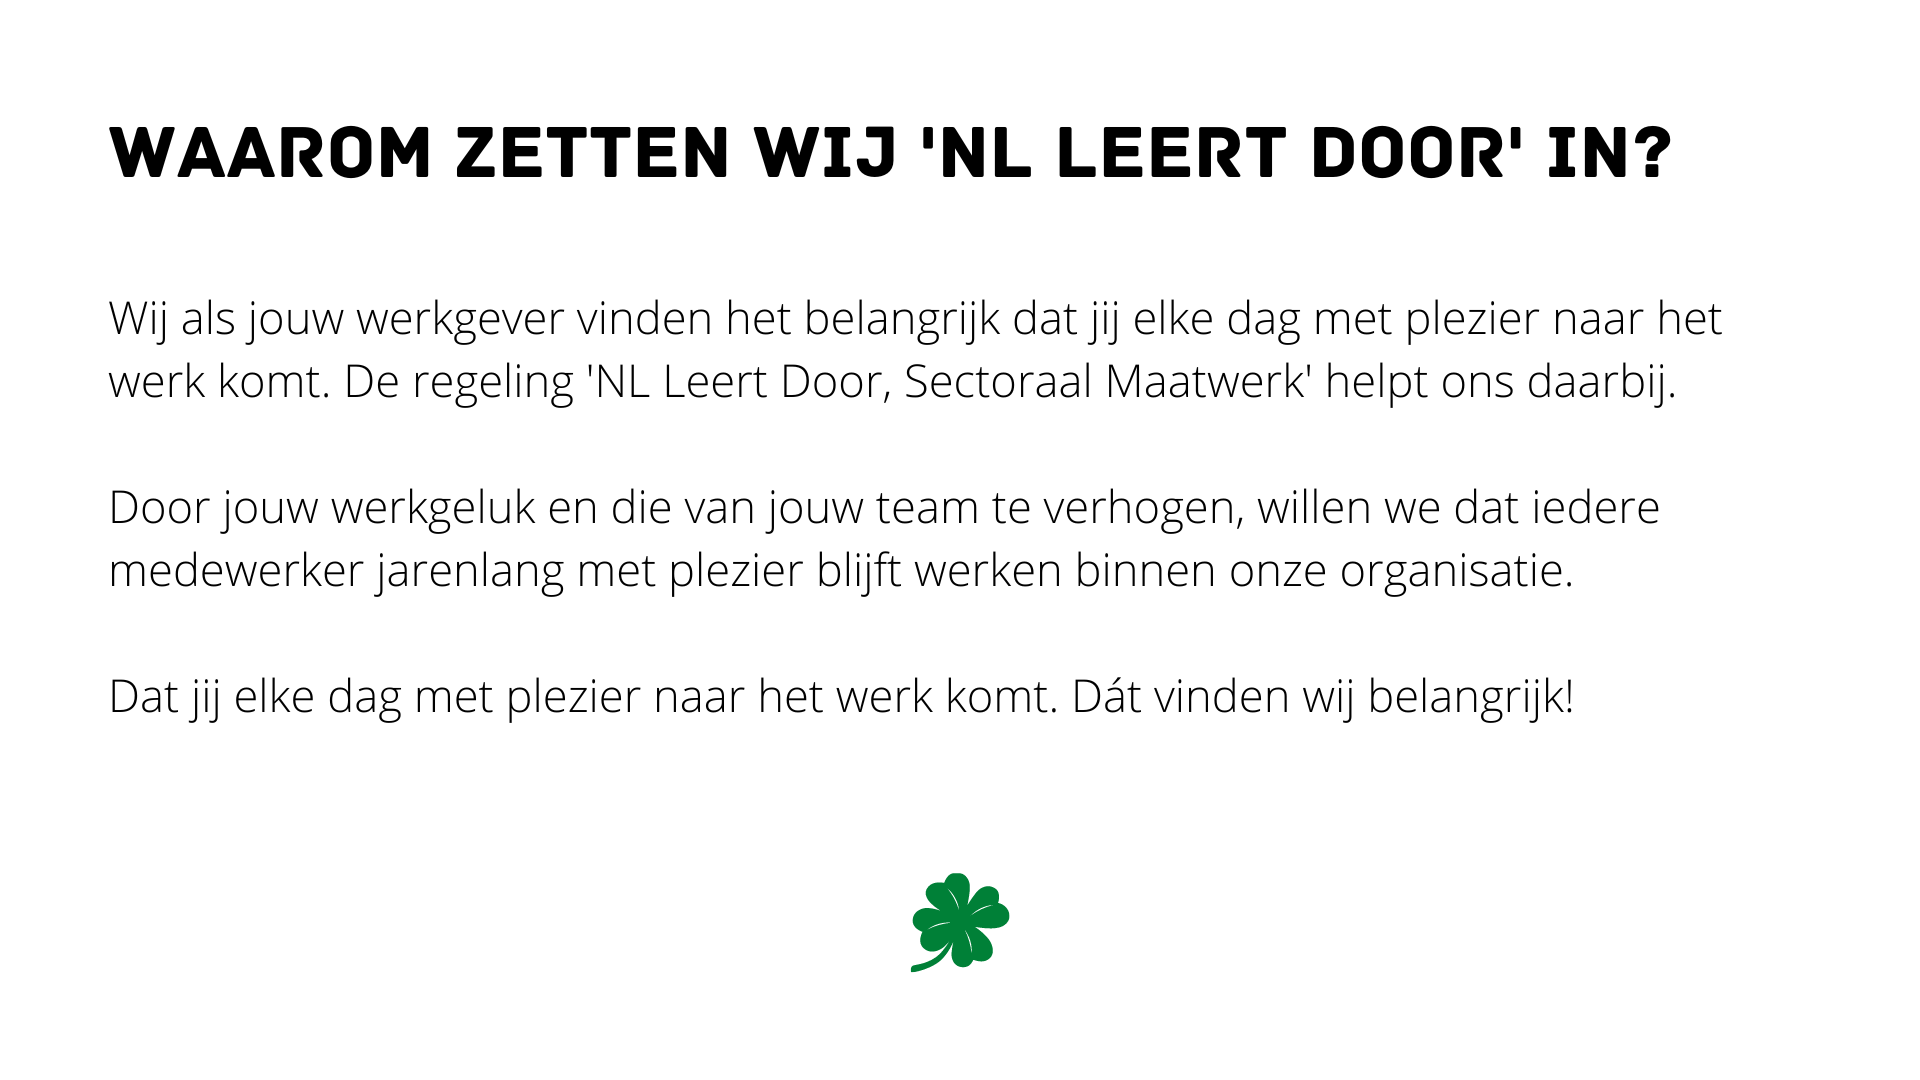 WAAROM ZETTEN WIJ 'NL LEERT DOOR' IN?
Wij als jouw werkgever vinden het belangrijk dat jij elke dag met plezier naar het
werk komt. De regeling 'NL Leert Door, Sectoraal Maatwerk' helpt ons daarbij.
Door jouw werkgeluk en die van jouw team te verhogen, willen we dat iedere
medewerker jarenlang met plezier blijft werken binnen onze organisatie.
Dat jij elke dag met plezier naar het werk komt. Dát vinden wij belangrijk!